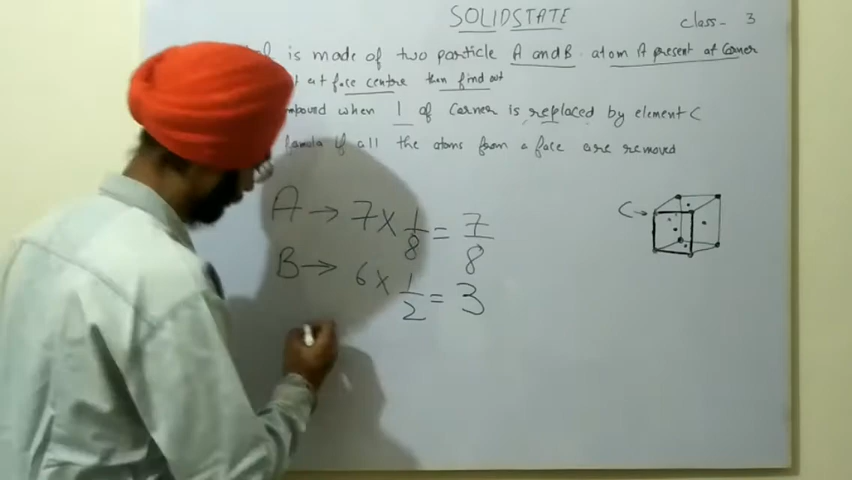 SOLIDSTATE
Class- 3
is made of two particle A and B. atom A present at Corner
at face centre then find out
when 1 of Corner is replaced by element C
if all the atoms from a face are removed
C→
A → 7 × 1/8 = 7/8
B → 6 × 1/2 = 3